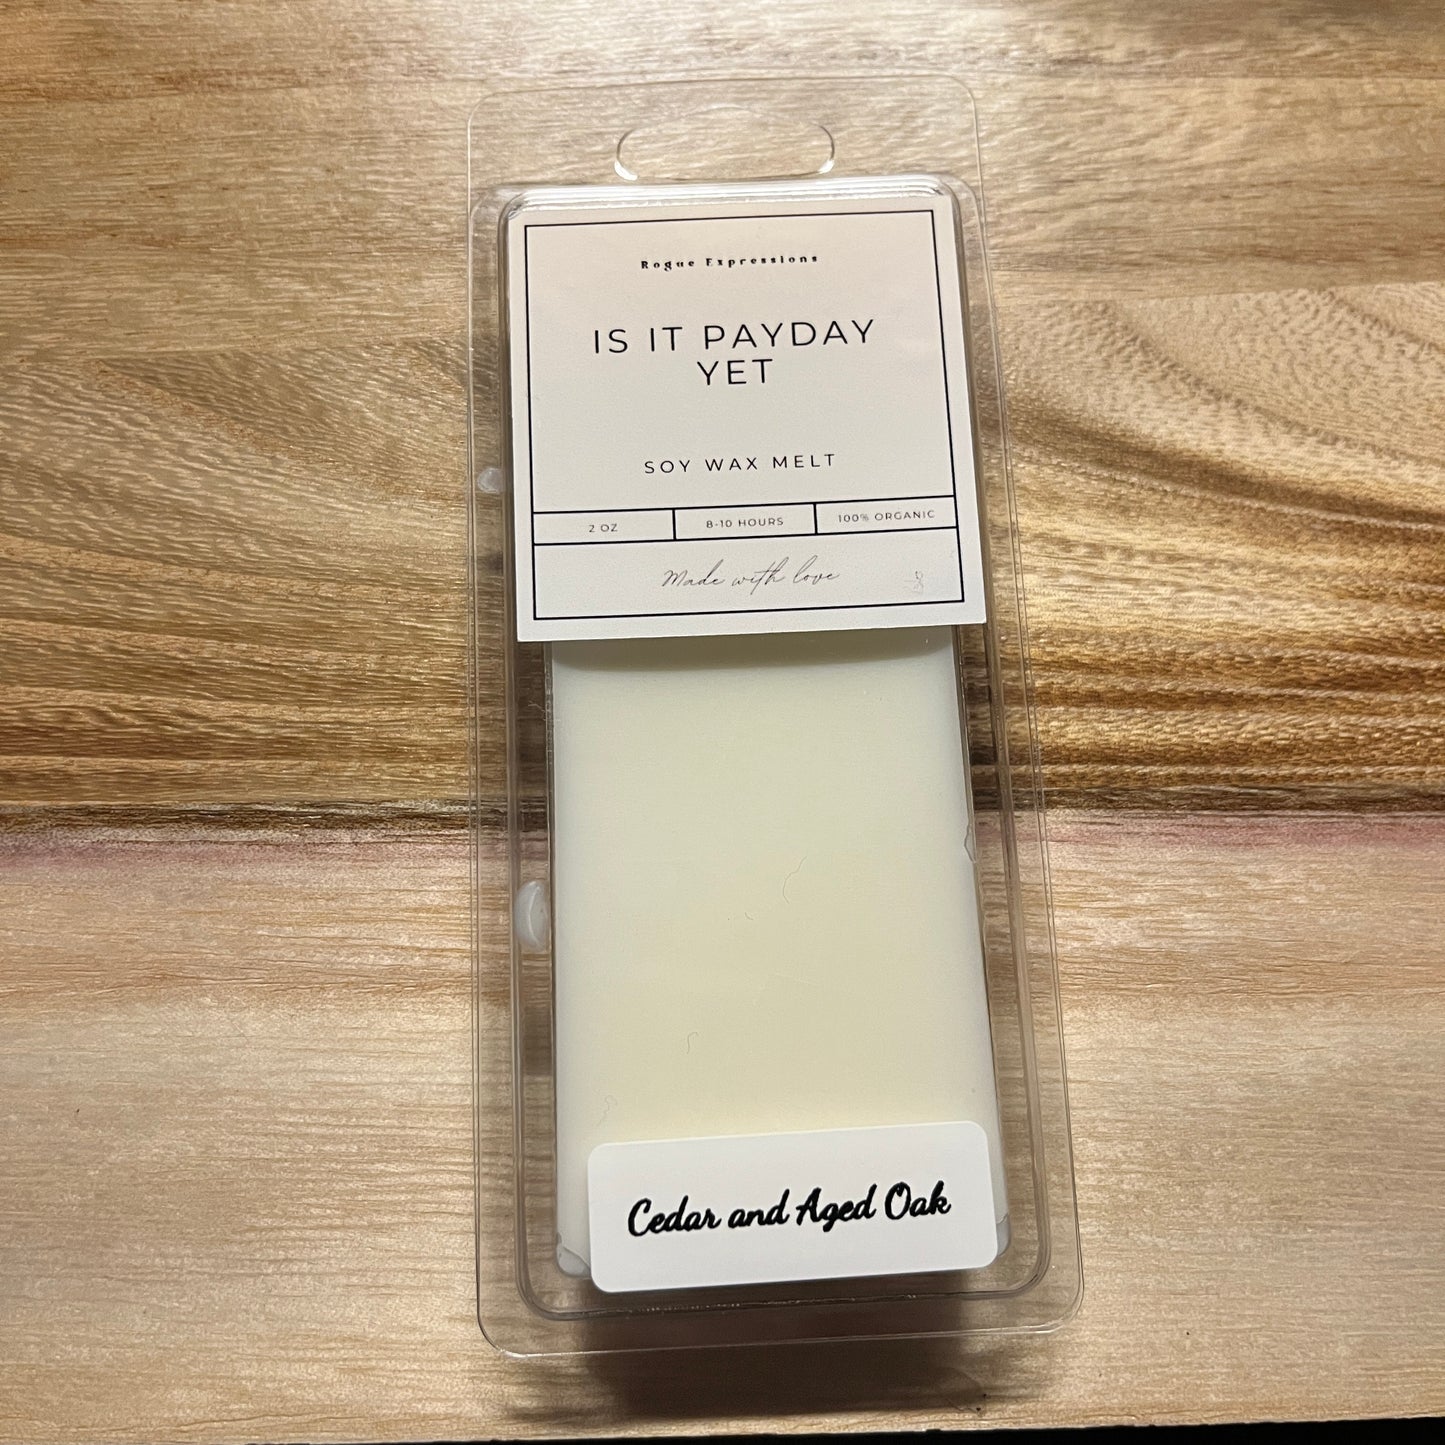 Rogue Expressions
IS IT PAYDAY
YET
SOY WAX MELT
2 OZ
8-10 HOURS
100% ORGANIC
Made with love
Cedar and Aged Oak